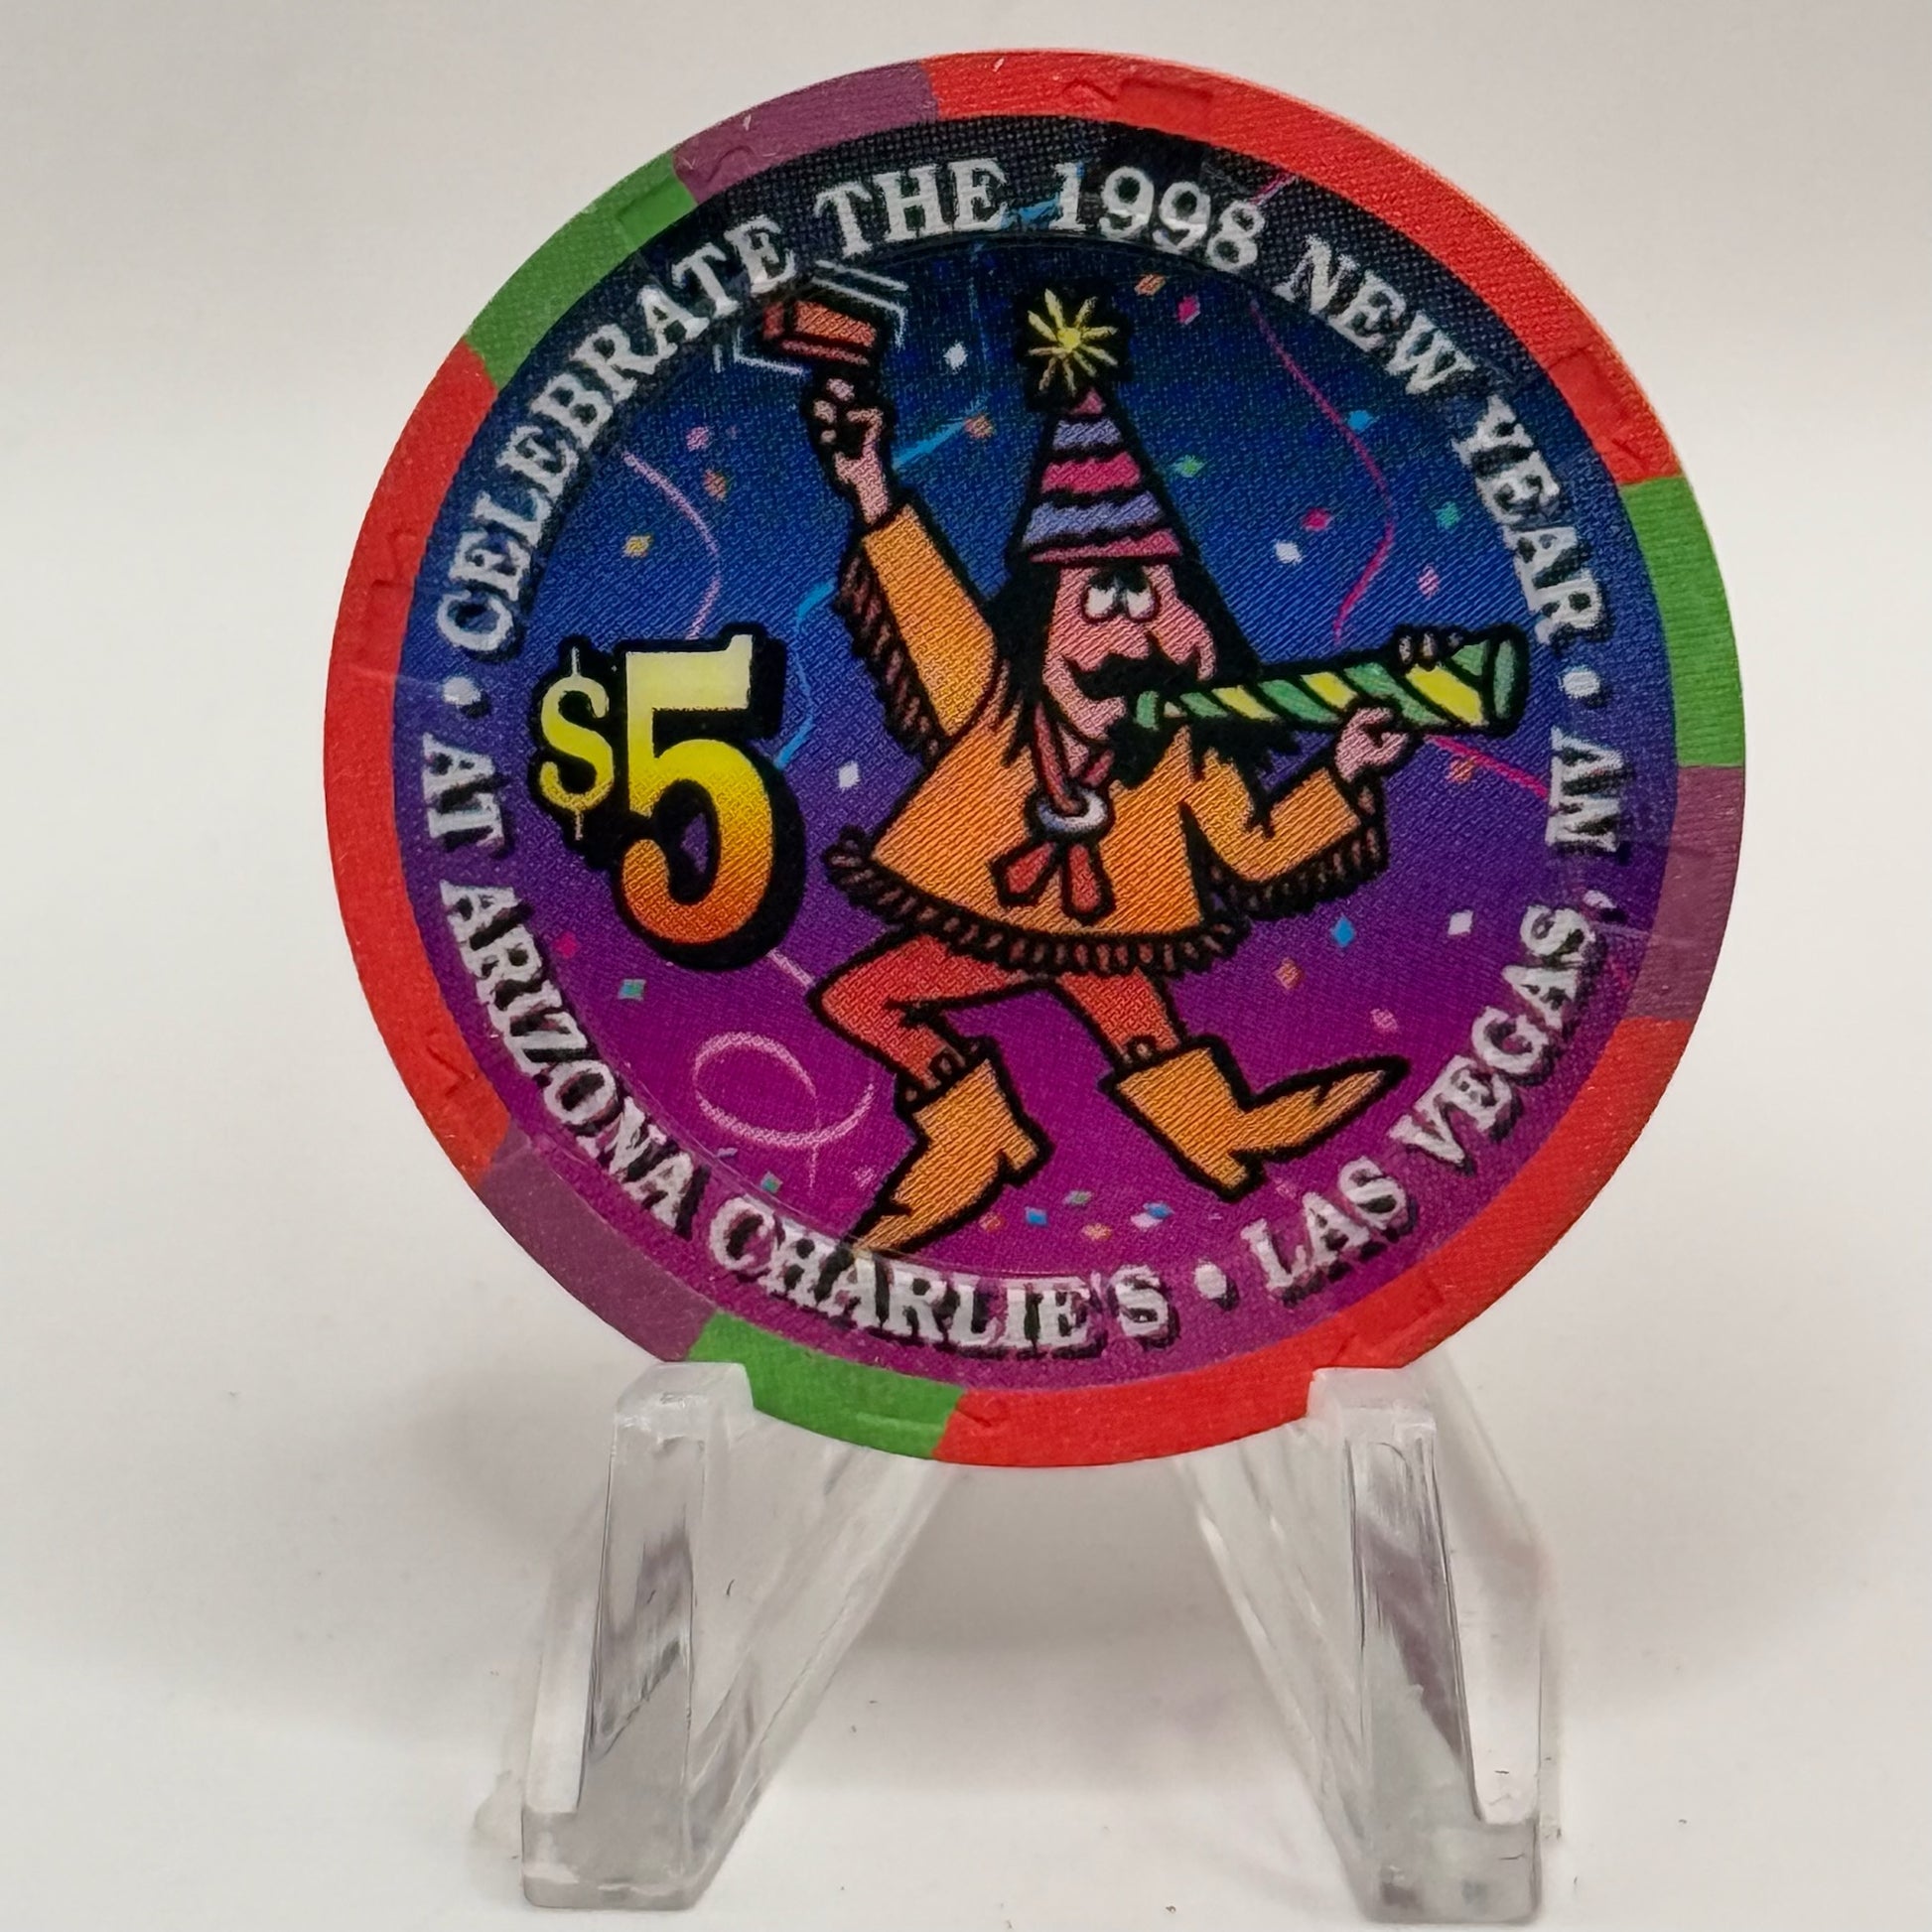 • CELEBRATE THE 1998 NEW YEAR •
AT ARIZONA CHARLIE'S • LAS VEGAS, NV
$5